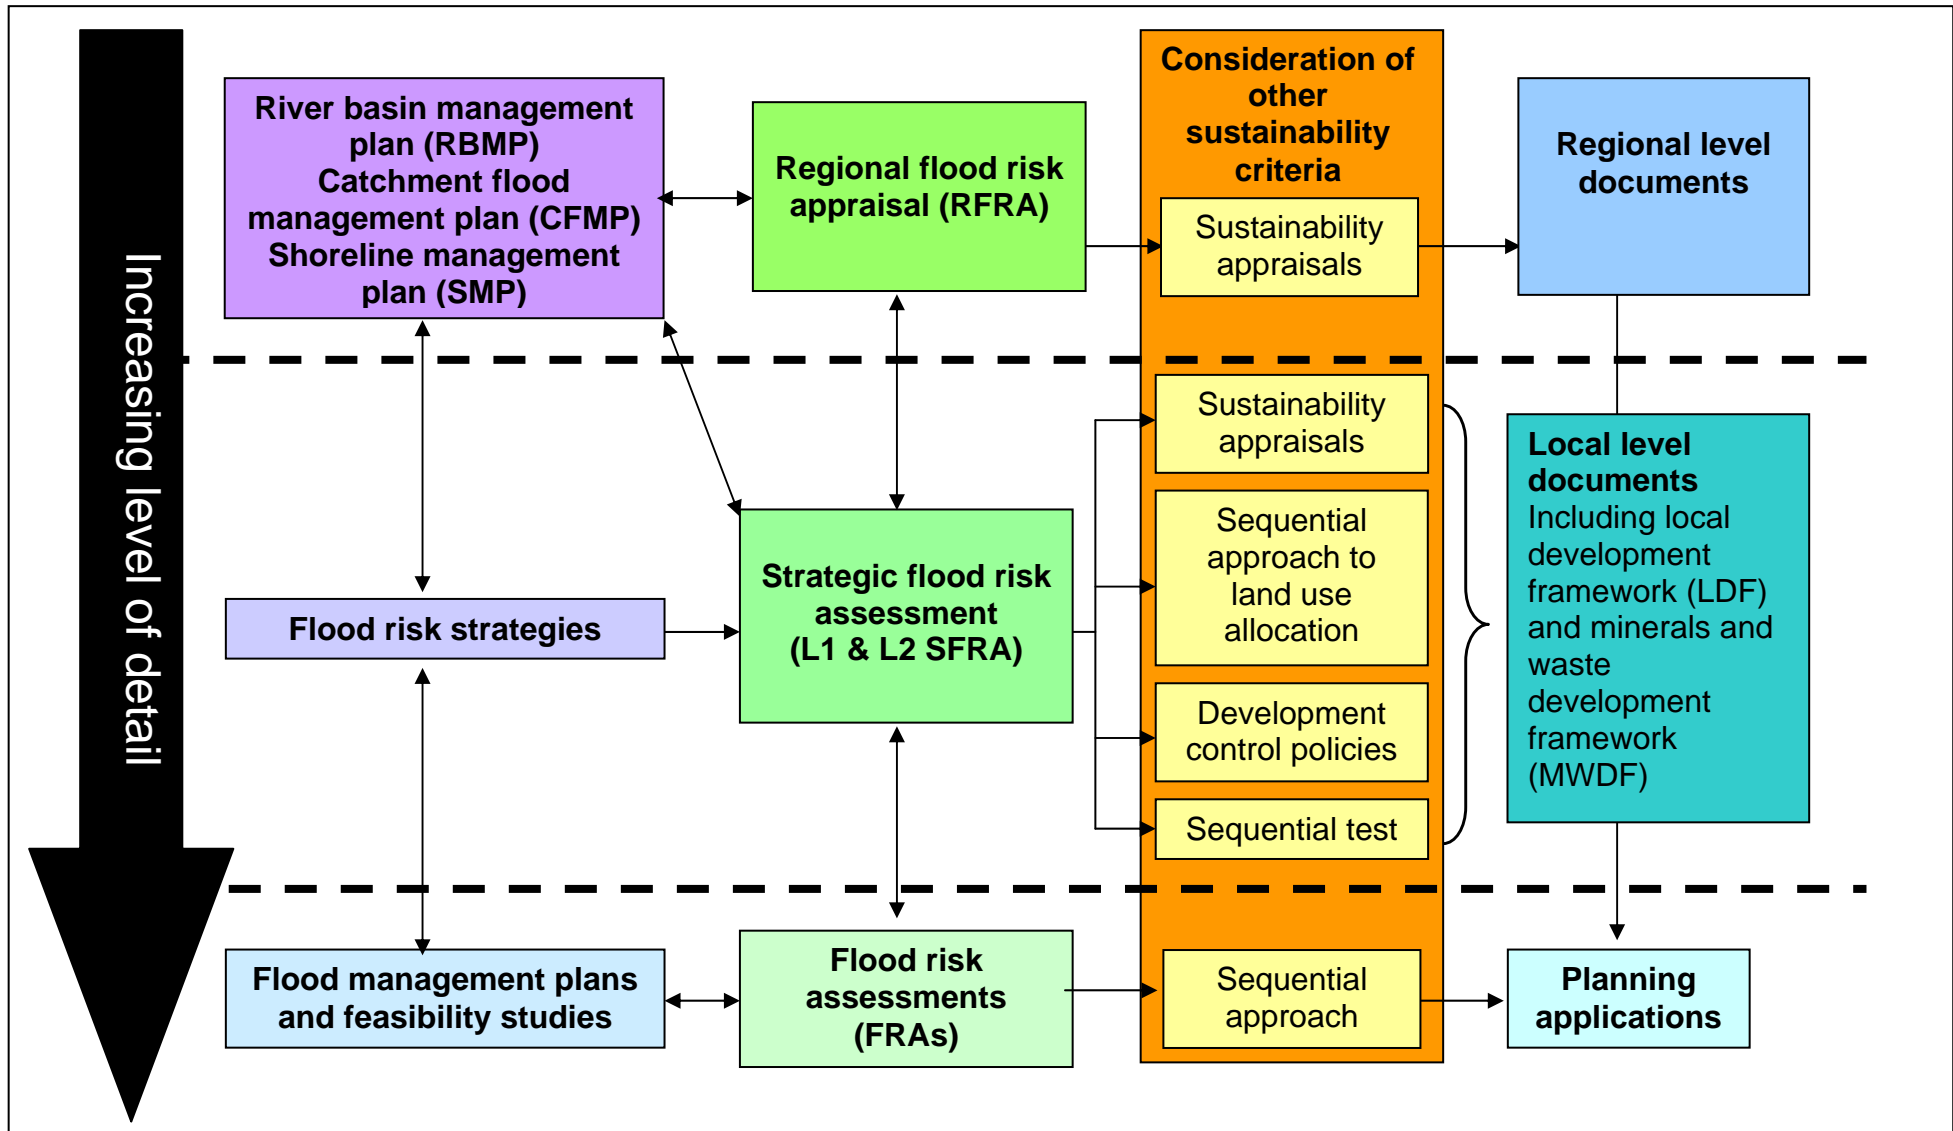 Increasing level of detail
River basin management
plan (RBMP)
Catchment flood
management plan (CFMP)
Shoreline management
plan (SMP)
Regional flood risk
appraisal (RFRA)
Consideration of
other
sustainability
criteria
Sustainability
appraisals
Regional level
documents
Flood risk strategies
Strategic flood risk
assessment
(L1 & L2 SFRA)
Sustainability
appraisals
Sequential
approach to
land use
allocation
Development
control policies
Sequential test
Local level
documents
Including local
development
framework (LDF)
and minerals and
waste
development
framework
(MWDF)
Flood management plans
and feasibility studies
Flood risk
assessments
(FRAs)
Sequential
approach
Planning
applications